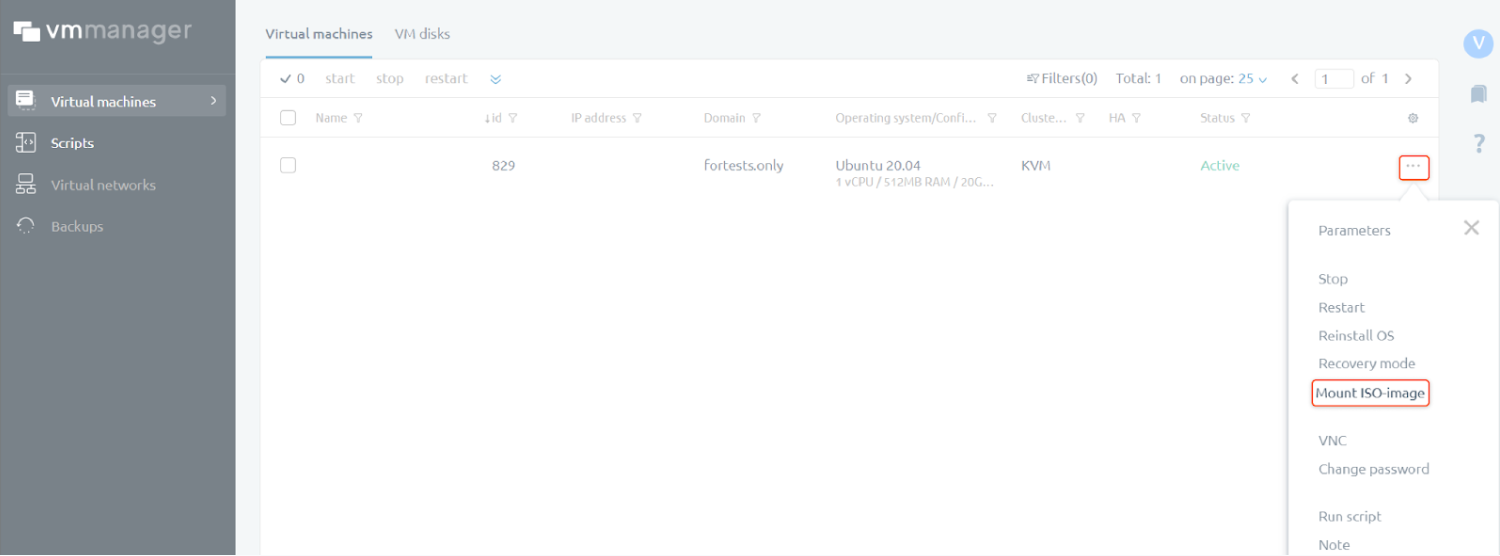 vmmanager
Virtual machines
Scripts
Virtual networks
Backups
Virtual machines VM disks
0 start stop restart Filters(0) Total: 1 on page: 25 1 of 1
Name id IP address Domain Operating system/Confi... Cluste... HA Status
829 fortests.only Ubuntu 20.04 KVM Active ...
1 vCPU / 512MB RAM / 20G...
V
?
Parameters
Stop
Restart
Reinstall OS
Recovery mode
Mount ISO-image
VNC
Change password
Run script
Note